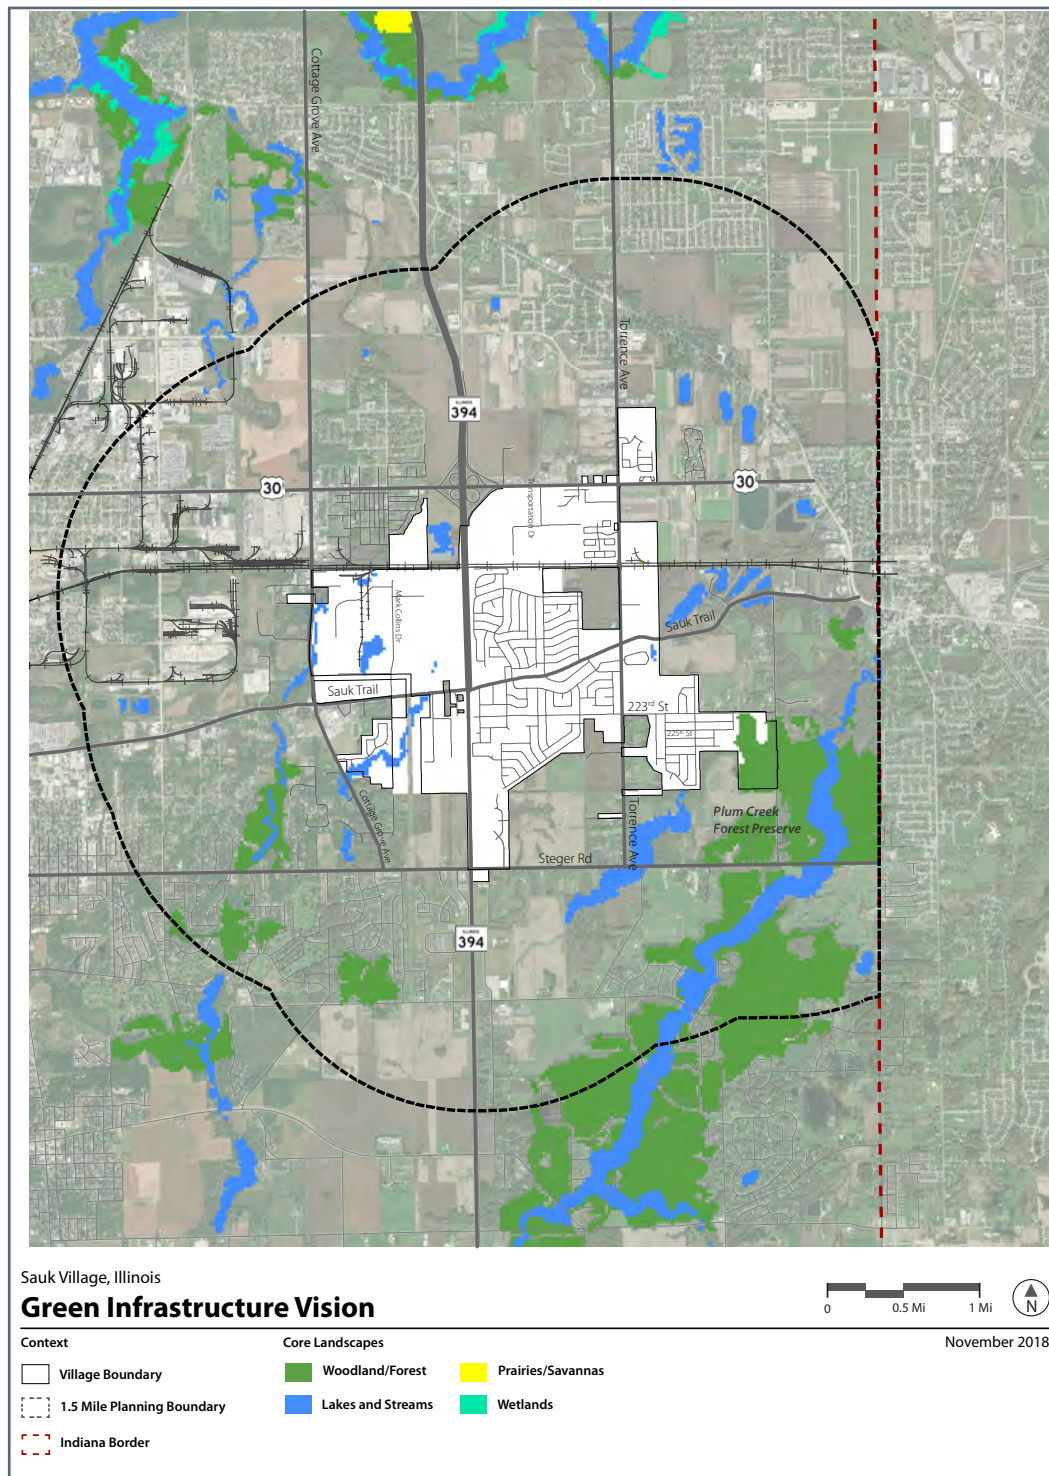 Cottage Grove Ave
Torrence Ave
ILLINOIS
394
30
30
Transportation Dr
Mark Collins Dr
Sauk Trail
Sauk Trail
223rd St
225th St
Cottage Grove Ave
Torrence Ave
Plum Creek
Forest Preserve
Steger Rd
ILLINOIS
394
Sauk Village, Illinois
Green Infrastructure Vision
0 0.5 Mi 1 Mi
N
November 2018
Context
Village Boundary
1.5 Mile Planning Boundary
Indiana Border
Core Landscapes
Woodland/Forest
Lakes and Streams
Prairies/Savannas
Wetlands